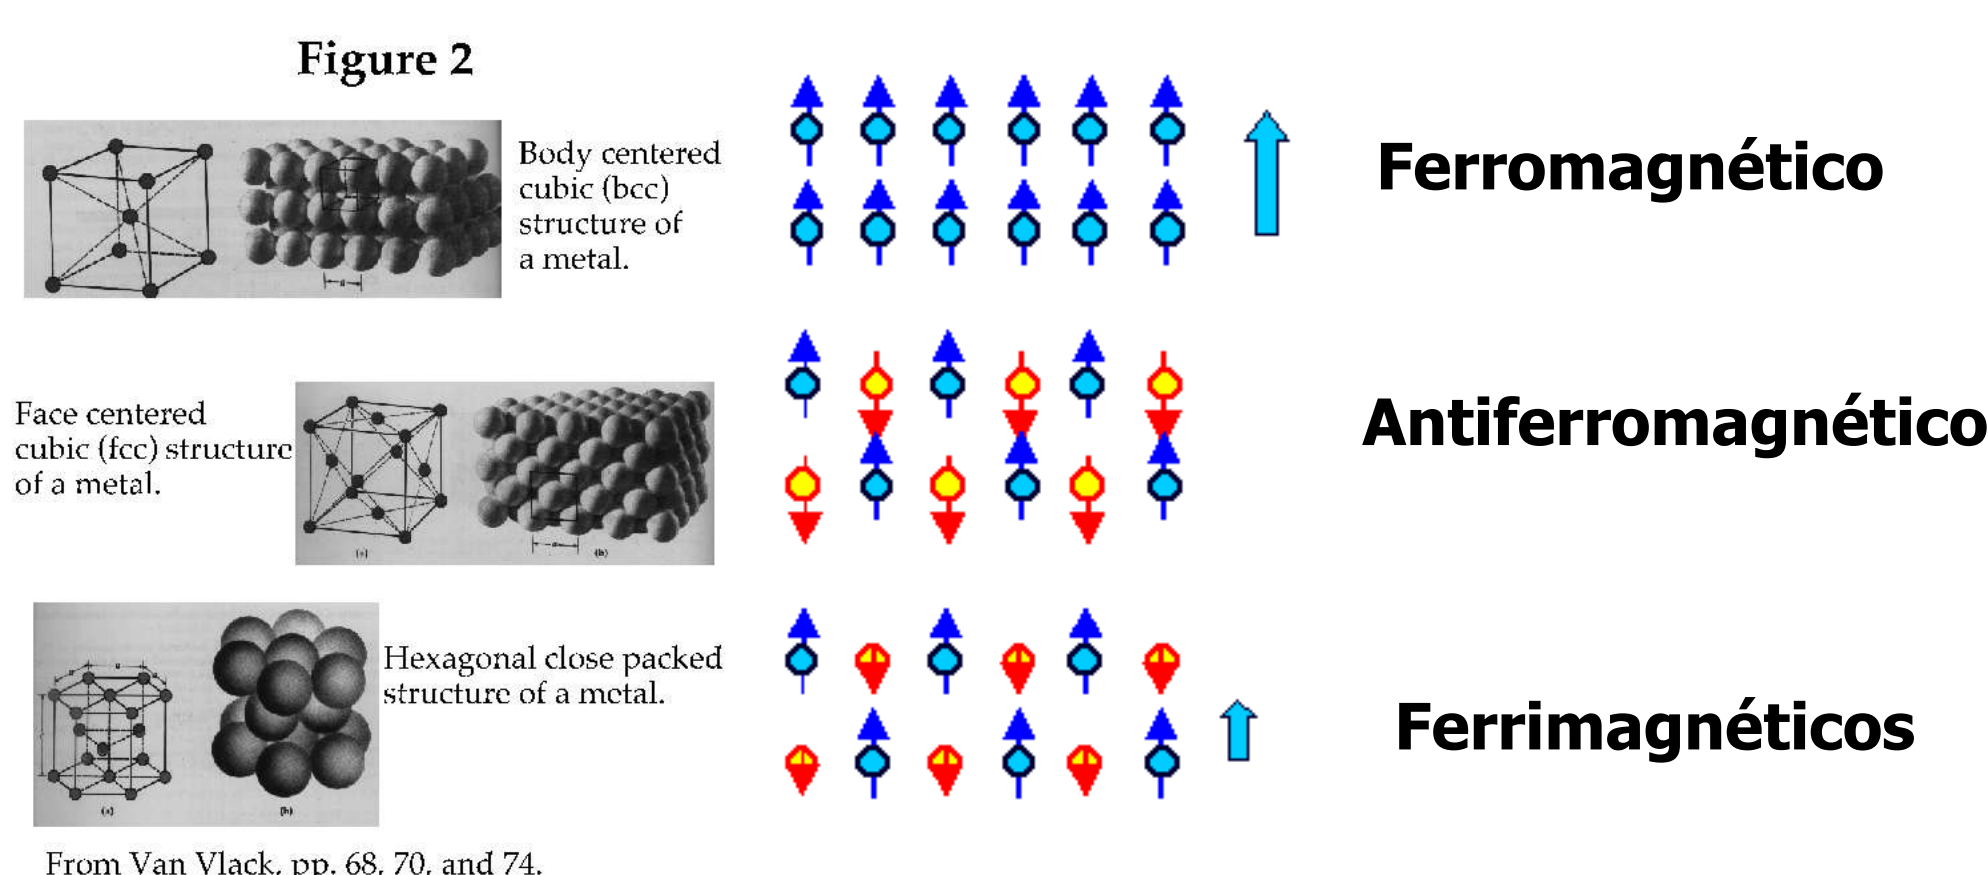 Figure 2
Body centered
cubic (bcc)
structure of
a metal.
Ferromagnético
Face centered
cubic (fcc) structure
of a metal.
(a)
(b)
Antiferromagnético
Hexagonal close packed
structure of a metal.
(a)
(b)
Ferrimagnéticos
From Van Vlack, pp. 68, 70, and 74.